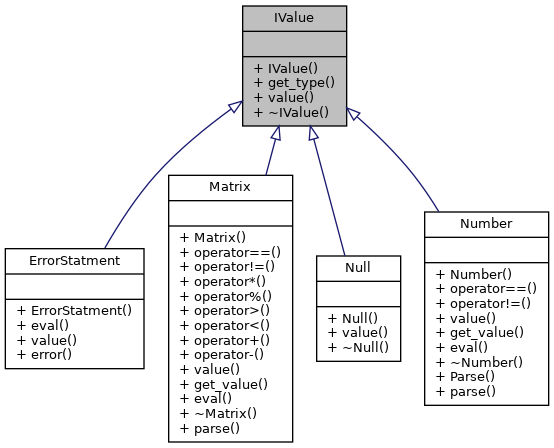 IValue
+ IValue()
+ get_type()
+ value()
+ ~IValue()
ErrorStatment
+ ErrorStatment()
+ eval()
+ value()
+ error()
Matrix
+ Matrix()
+ operator==()
+ operator!=()
+ operator*()
+ operator%()
+ operator>()
+ operator<()
+ operator+()
+ operator-()
+ value()
+ get_value()
+ eval()
+ ~Matrix()
+ parse()
Null
+ Null()
+ value()
+ ~Null()
Number
+ Number()
+ operator==()
+ operator!=()
+ value()
+ get_value()
+ eval()
+ ~Number()
+ Parse()
+ parse()